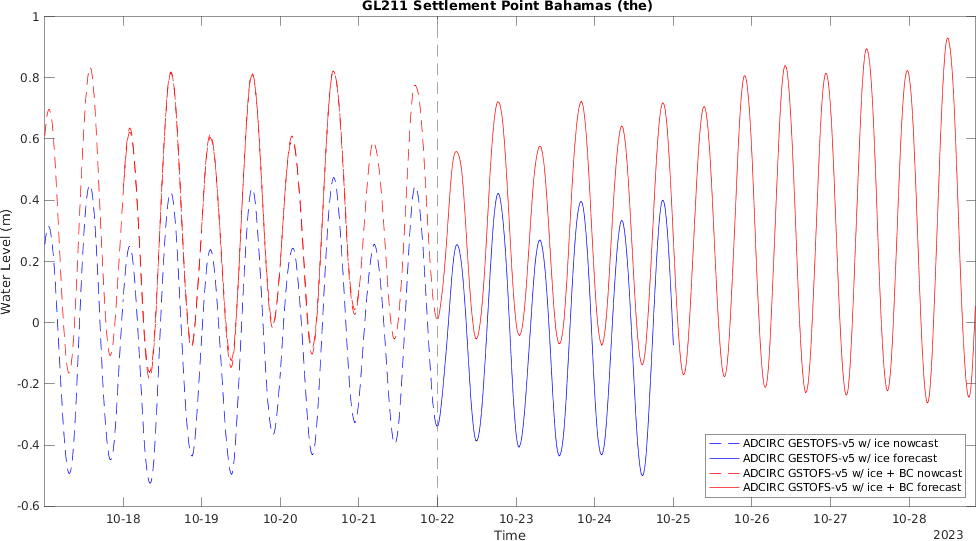 GL211 Settlement Point Bahamas (the)
1
0.8
0.6
0.4
0.2
0
-0.2
-0.4
-0.6
Water Level (m)
ADCIRC GESTOFS-v5 w/ ice nowcast
ADCIRC GESTOFS-v5 w/ ice forecast
ADCIRC GSTOFS-v5 w/ ice + BC nowcast
ADCIRC GSTOFS-v5 w/ ice + BC forecast
10-18 10-19 10-20 10-21 10-22 10-23 10-24 10-25 10-26 10-27 10-28
Time
2023